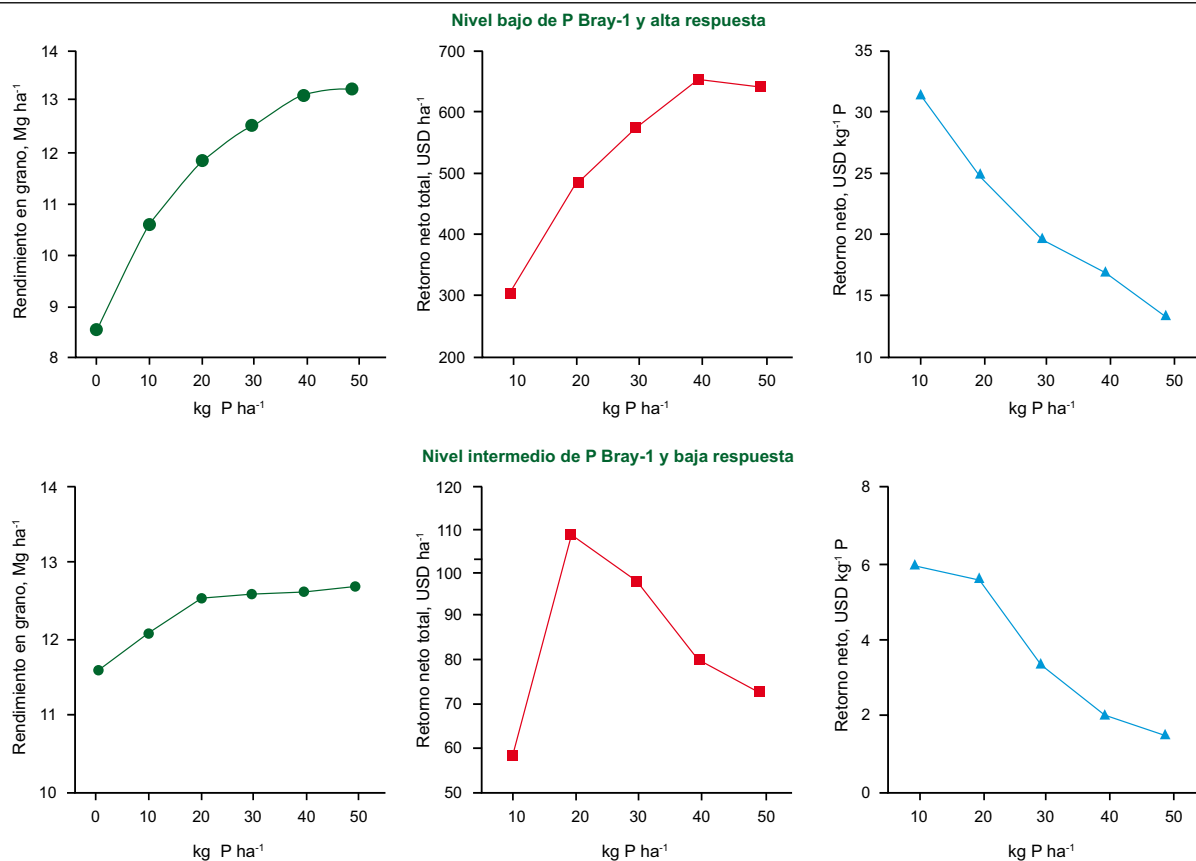 Nivel bajo de P Bray-1 y alta respuesta
Rendimiento en grano, Mg ha-1
14
13
12
11
10
9
8
0 10 20 30 40 50
kg P ha-1
Retorno neto total, USD ha-1
700
600
500
400
300
200
10 20 30 40 50
kg P ha-1
Retorno neto, USD kg-1 P
35
30
25
20
15
10
10 20 30 40 50
kg P ha-1
Nivel intermedio de P Bray-1 y baja respuesta
Rendimiento en grano, Mg ha-1
14
13
12
11
10
0 10 20 30 40 50
kg P ha-1
Retorno neto total, USD ha-1
120
110
100
90
80
70
60
50
10 20 30 40 50
kg P ha-1
Retorno neto, USD kg-1 P
8
6
4
2
0
10 20 30 40 50
kg P ha-1